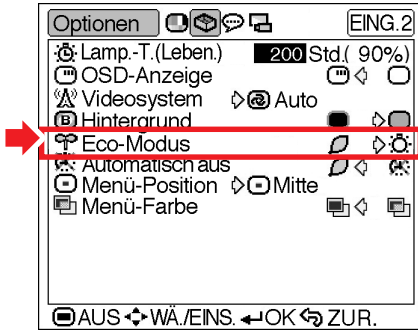 Optionen EING.2
Lamp.-T.(Leben.) 200 Std.( 90%)
OSD-Anzeige
Videosystem Auto
B Hintergrund
Eco-Modus
Automatisch aus
Menü-Position Mitte
Menü-Farbe
AUS WÄ./EINS. OK ZUR.